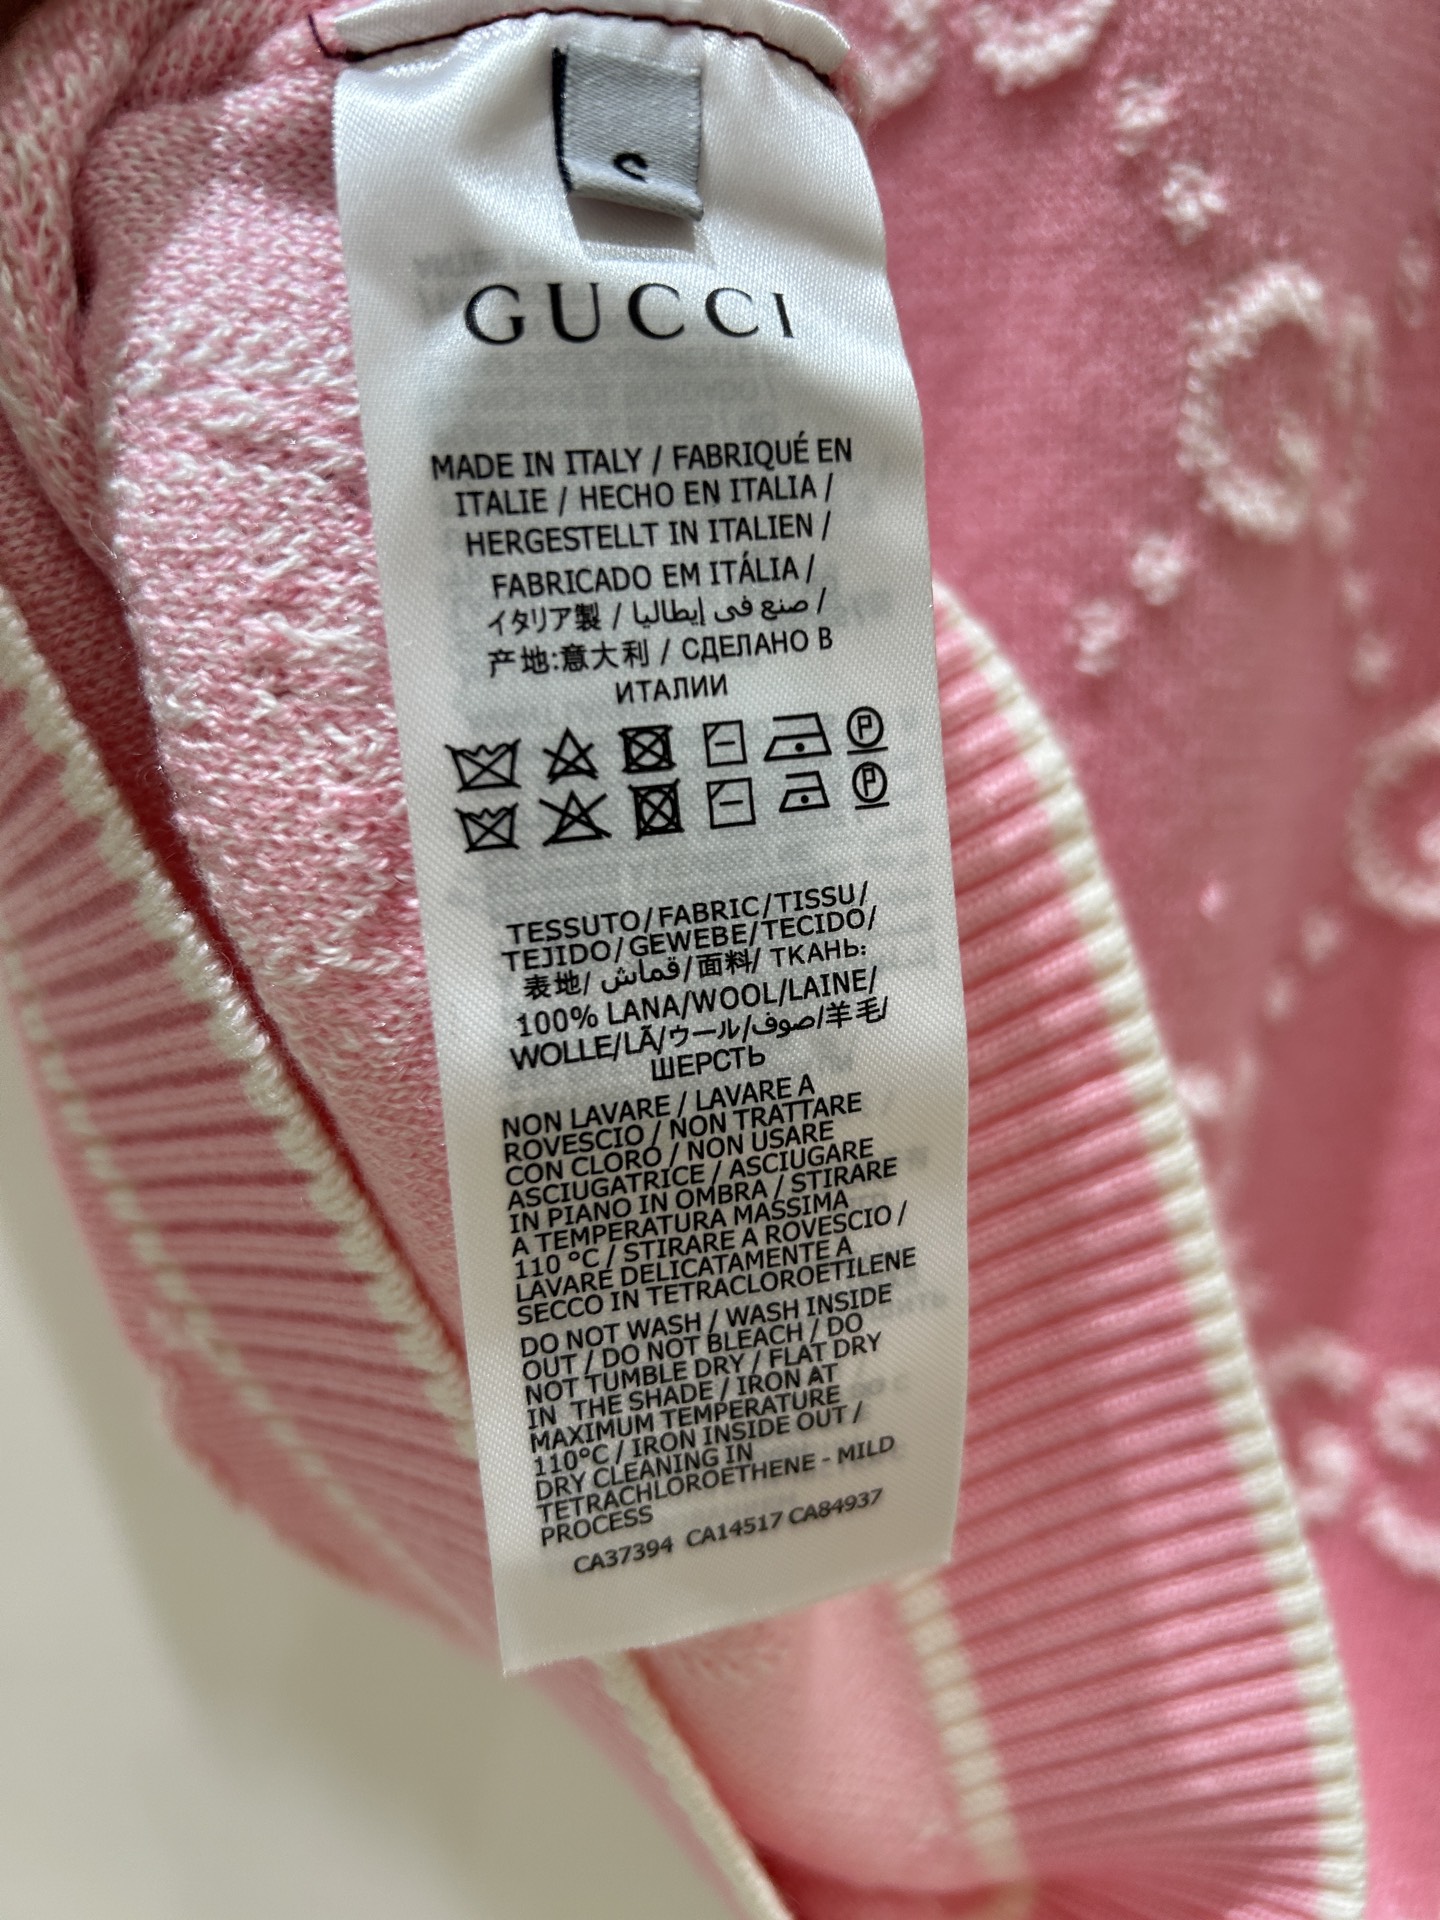 GUCCI
MADE IN ITALY / FABRIQUÉ EN
ITALIE / HECHO EN ITALIA /
HERGESTELLT IN ITALIEN /
FABRICADO EM ITÁLIA /
イタリア製 / صنع في إيطاليا /
产地:意大利 / СДЕЛАНО В
ИТАЛИИ
TESSUTO/FABRIC/TISSU/
TEJIDO/GEWEBE/TECIDO/
表地/ قماش/面料/ ТКАНЬ:
100% LANA/WOOL/LAINE/
WOLLE/LÃ/ウール/صوف/羊毛/
ШЕРСТЬ
NON LAVARE / LAVARE A
ROVESCIO / NON TRATTARE
CON CLORO / NON USARE
ASCIUGATRICE / ASCIUGARE
IN PIANO IN OMBRA / STIRARE
A TEMPERATURA MASSIMA
110 °C / STIRARE A ROVESCIO /
LAVARE DELICATAMENTE A
SECCO IN TETRACLOROETILENE
DO NOT WASH / WASH INSIDE
OUT / DO NOT BLEACH / DO
NOT TUMBLE DRY / FLAT DRY
IN THE SHADE / IRON AT
MAXIMUM TEMPERATURE
110°C / IRON INSIDE OUT /
DRY CLEANING IN
TETRACHLOROETHENE - MILD
PROCESS
CA37394 CA14517 CA84937